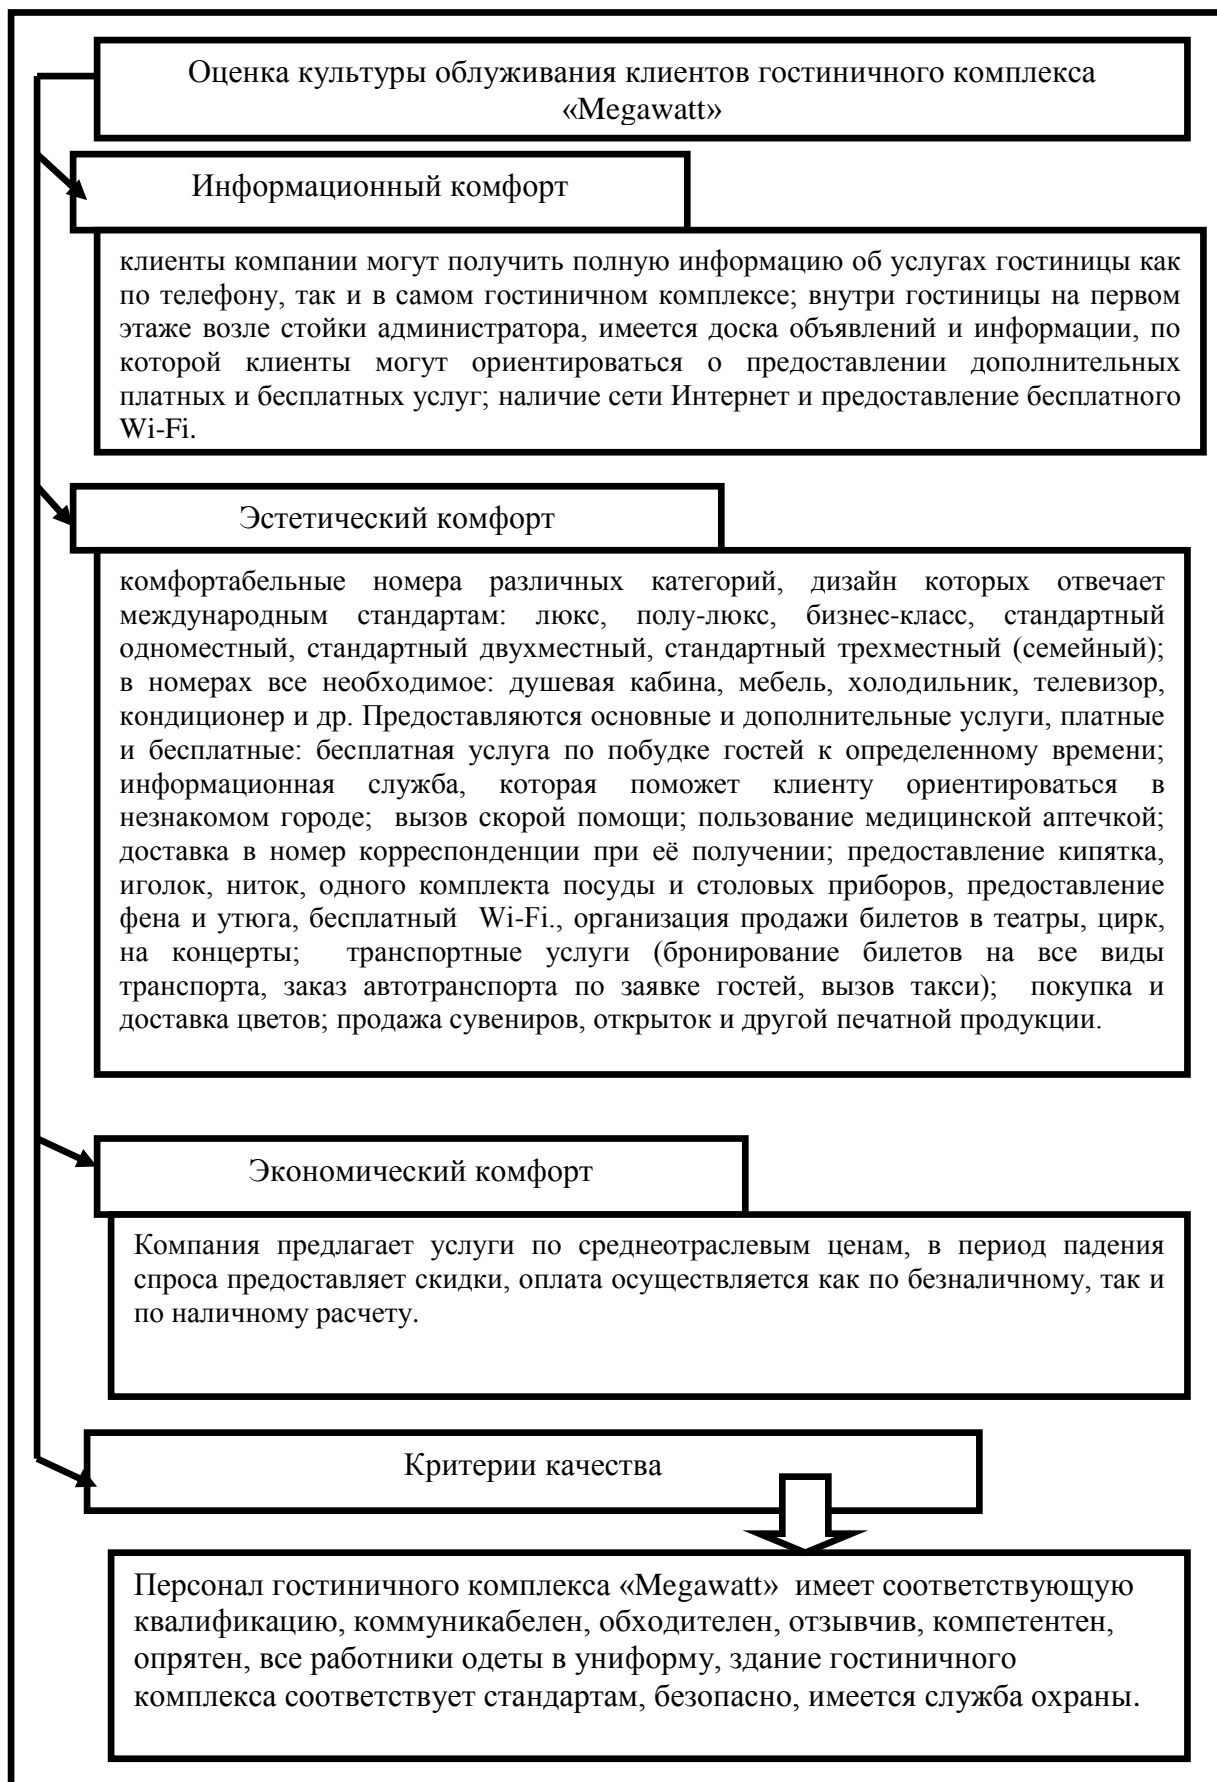 Оценка культуры облуживания клиентов гостиничного комплекса
«Megawatt»
Информационный комфорт
клиенты компании могут получить полную информацию об услугах гостиницы как
по телефону, так и в самом гостиничном комплексе; внутри гостиницы на первом
этаже возле стойки администратора, имеется доска объявлений и информации, по
которой клиенты могут ориентироваться о предоставлении дополнительных
платных и бесплатных услуг; наличие сети Интернет и предоставление бесплатного
Wi-Fi.
Эстетический комфорт
комфортабельные номера различных категорий, дизайн которых отвечает
международным стандартам: люкс, полу-люкс, бизнес-класс, стандартный
одноместный, стандартный двухместный, стандартный трехместный (семейный);
в номерах все необходимое: душевая кабина, мебель, холодильник, телевизор,
кондиционер и др. Предоставляются основные и дополнительные услуги, платные
и бесплатные: бесплатная услуга по побудке гостей к определенному времени;
информационная служба, которая поможет клиенту ориентироваться в
незнакомом городе; вызов скорой помощи; пользование медицинской аптечкой;
доставка в номер корреспонденции при её получении; предоставление кипятка,
иголок, ниток, одного комплекта посуды и столовых приборов, предоставление
фена и утюга, бесплатный Wi-Fi., организация продажи билетов в театры, цирк,
на концерты; транспортные услуги (бронирование билетов на все виды
транспорта, заказ автотранспорта по заявке гостей, вызов такси); покупка и
доставка цветов; продажа сувениров, открыток и другой печатной продукции.
Экономический комфорт
Компания предлагает услуги по среднеотраслевым ценам, в период падения
спроса предоставляет скидки, оплата осуществляется как по безналичному, так и
по наличному расчету.
Критерии качества
Персонал гостиничного комплекса «Megawatt» имеет соответствующую
квалификацию, коммуникабелен, обходителен, отзывчив, компетентен,
опрятен, все работники одеты в униформу, здание гостиничного
комплекса соответствует стандартам, безопасно, имеется служба охраны.